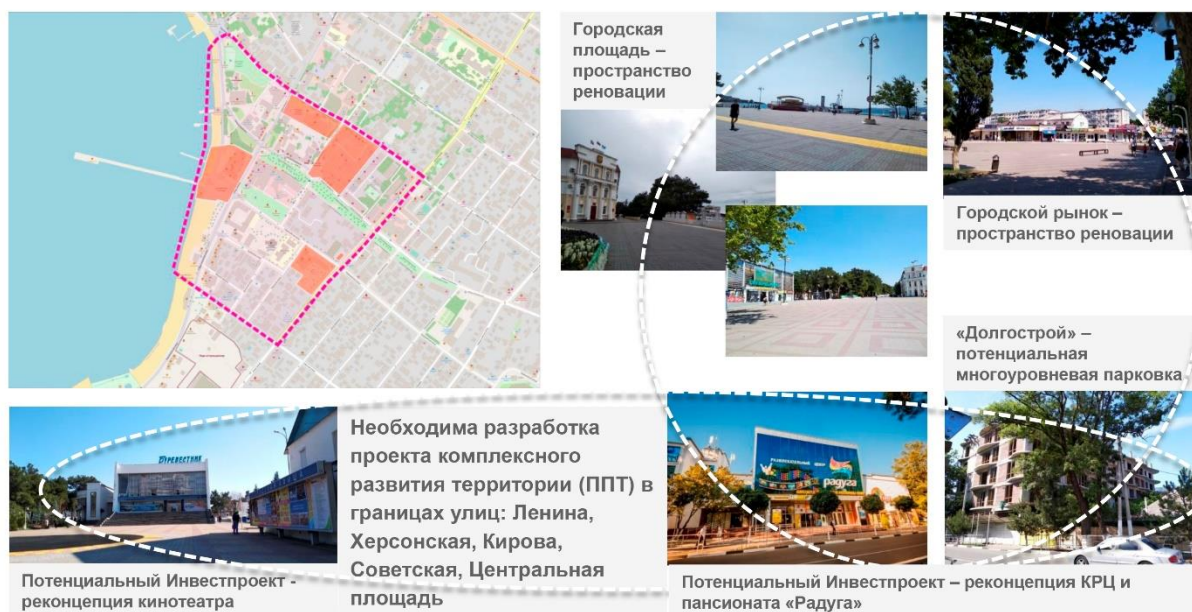 Городская
площадь –
пространство
реновации
Городской рынок –
пространство реновации
«Долгострой» –
потенциальная
многоуровневая парковка
БУРЕВЕСТНИК
Необходима разработка
проекта комплексного
развития территории (ППТ) в
границах улиц: Ленина,
Херсонская, Кирова,
Советская, Центральная
площадь
РАЗВЛЕКАТЕЛЬНЫЙ центр
радуга
Потенциальный Инвестпроект -
реконцепция кинотеатра
Потенциальный Инвестпроект – реконцепция КРЦ и
пансионата «Радуга»